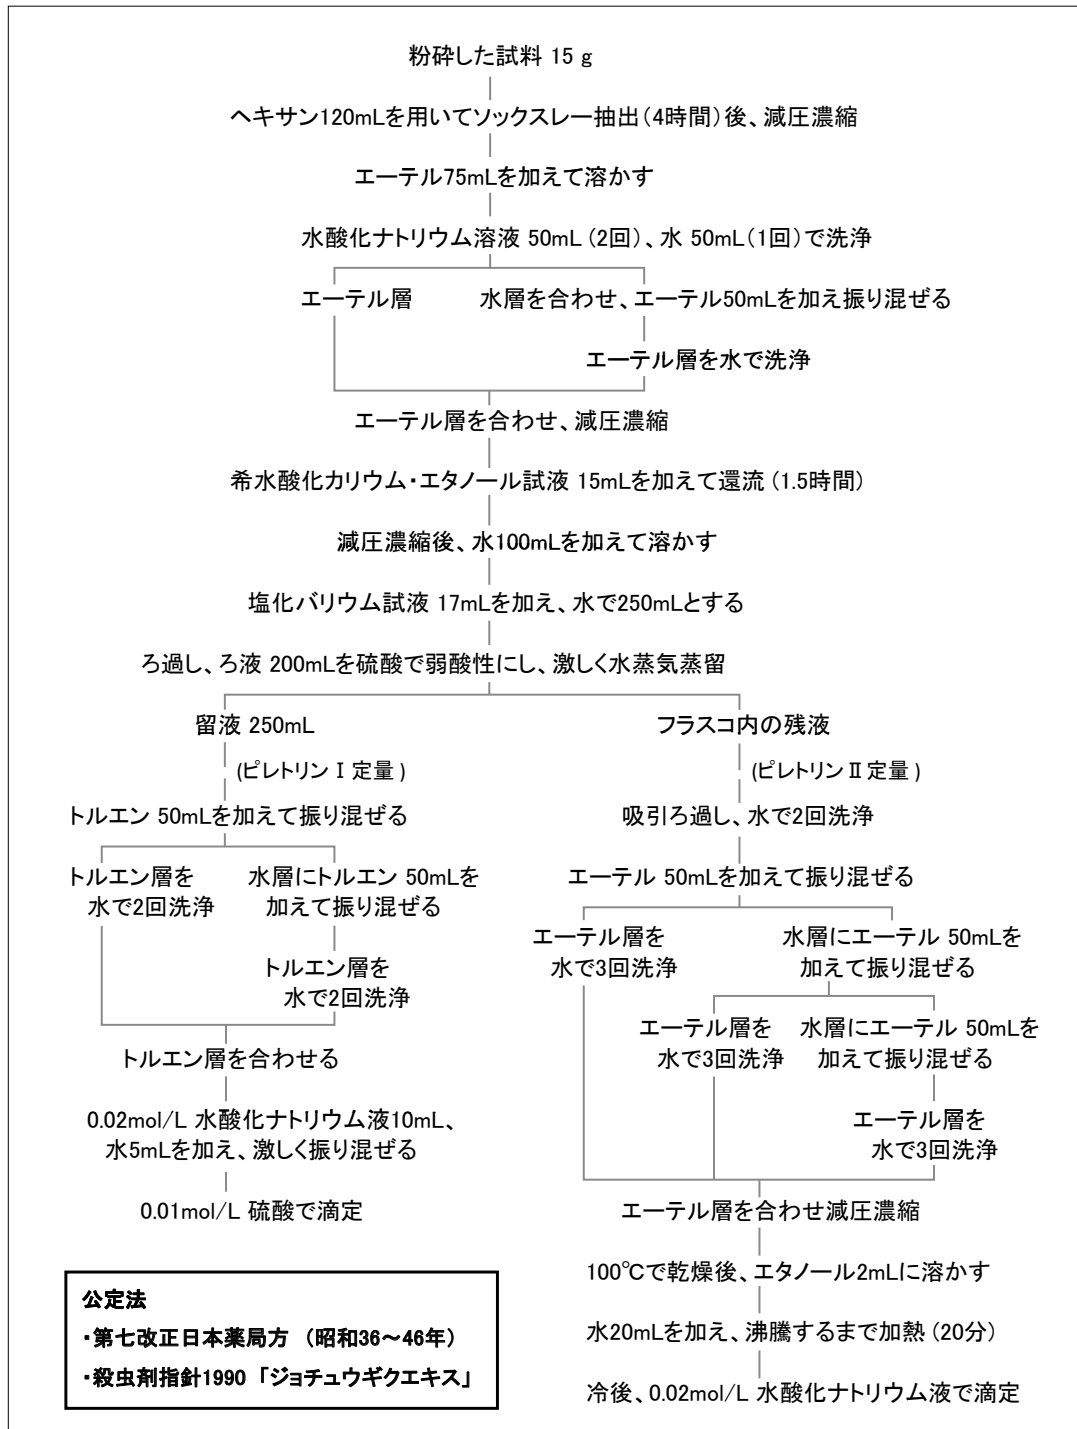 粉砕した試料 15 g
ヘキサン120mLを用いてソックスレー抽出（4時間）後、減圧濃縮
エーテル75mLを加えて溶かす
水酸化ナトリウム溶液 50mL（2回）、水 50mL（1回）で洗浄
エーテル層
水層を合わせ、エーテル50mLを加え振り混ぜる
エーテル層を水で洗浄
エーテル層を合わせ、減圧濃縮
希水酸化カリウム・エタノール試液 15mLを加えて還流（1.5時間）
減圧濃縮後、水100mLを加えて溶かす
塩化バリウム試液 17mLを加え、水で250mLとする
ろ過し、ろ液 200mLを硫酸で弱酸性にし、激しく水蒸気蒸留
留液 250mL
(ピレトリンⅠ定量)
トルエン 50mLを加えて振り混ぜる
トルエン層を
水で2回洗浄
水層にトルエン 50mLを
加えて振り混ぜる
トルエン層を
水で2回洗浄
トルエン層を合わせる
0.02mol/L 水酸化ナトリウム液10mL、
水5mLを加え、激しく振り混ぜる
0.01mol/L 硫酸で滴定
フラスコ内の残液
(ピレトリンⅡ定量)
吸引ろ過し、水で2回洗浄
エーテル 50mLを加えて振り混ぜる
エーテル層を
水で3回洗浄
水層にエーテル 50mLを
加えて振り混ぜる
エーテル層を
水で3回洗浄
水層にエーテル 50mLを
加えて振り混ぜる
エーテル層を
水で3回洗浄
エーテル層を合わせ減圧濃縮
100℃で乾燥後、エタノール2mLに溶かす
水20mLを加え、沸騰するまで加熱（20分）
冷後、0.02mol/L 水酸化ナトリウム液で滴定
公定法
・第七改正日本薬局方 （昭和36～46年）
・殺虫剤指針1990 「ジョチュウギクエキス」